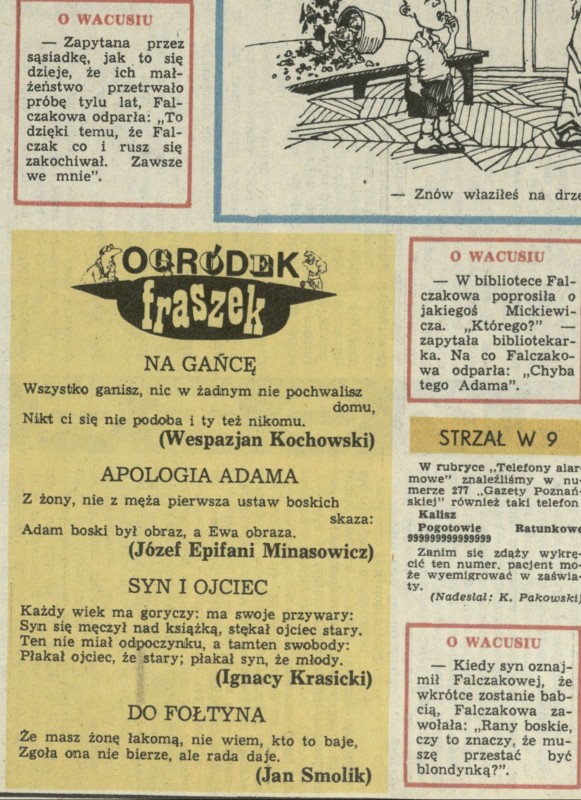 O WACUSIU
— Zapytana przez
sąsiadkę, jak to się
dzieje, że ich mał-
żeństwo przetrwało
próbę tylu lat, Fal-
czakowa odparła: „To
dzięki temu, że Fal-
czak co i rusz się
zakochiwał. Zawsze
we mnie".
— Znów właziłeś na drze
OGRÓDEK
fraszek
NA GAŃCĘ
Wszystko ganisz, nic w żadnym nie pochwalisz
domu,
Nikt ci się nie podoba i ty też nikomu.
(Wespazjan Kochowski)
APOLOGIA ADAMA
Z żony, nie z męża pierwsza ustaw boskich
skaza:
Adam boski był obraz, a Ewa obraza.
(Józef Epifani Minasowicz)
SYN I OJCIEC
Każdy wiek ma goryczy: ma swoje przywary:
Syn się męczył nad książką, stękał ojciec stary.
Ten nie miał odpoczynku, a tamten swobody:
Płakał ojciec, że stary; płakał syn, że młody.
(Ignacy Krasicki)
DO FOŁTYNA
Że masz żonę łakomą, nie wiem, kto to baje,
Zgoła ona nie bierze, ale rada daje.
(Jan Smolik)
O WACUSIU
— W bibliotece Fal-
czakowa poprosiła o
jakiegoś Mickiewi-
cza. „Którego?" —
zapytała bibliotekar-
ka. Na co Falczako-
wa odparła: „Chyba
tego Adama".
STRZAŁ W 9
W rubryce „Telefony alar-
mowe" znaleźliśmy w nu-
merze 277 „Gazety Poznań-
skiej" również taki telefon
Kalisz
Pogotowie Ratunkowe
999999999999999
Zanim się zdąży wykrę-
cić ten numer, pacjent mo-
że wyemigrować w zaświa-
ty.
(Nadesłał: K. Pakowski)
O WACUSIU
— Kiedy syn oznaj-
mił Falczakowej, że
wkrótce zostanie bab-
cią, Falczakowa za-
wołała: „Rany boskie,
czy to znaczy, że mu-
szę przestać być
blondynką?".